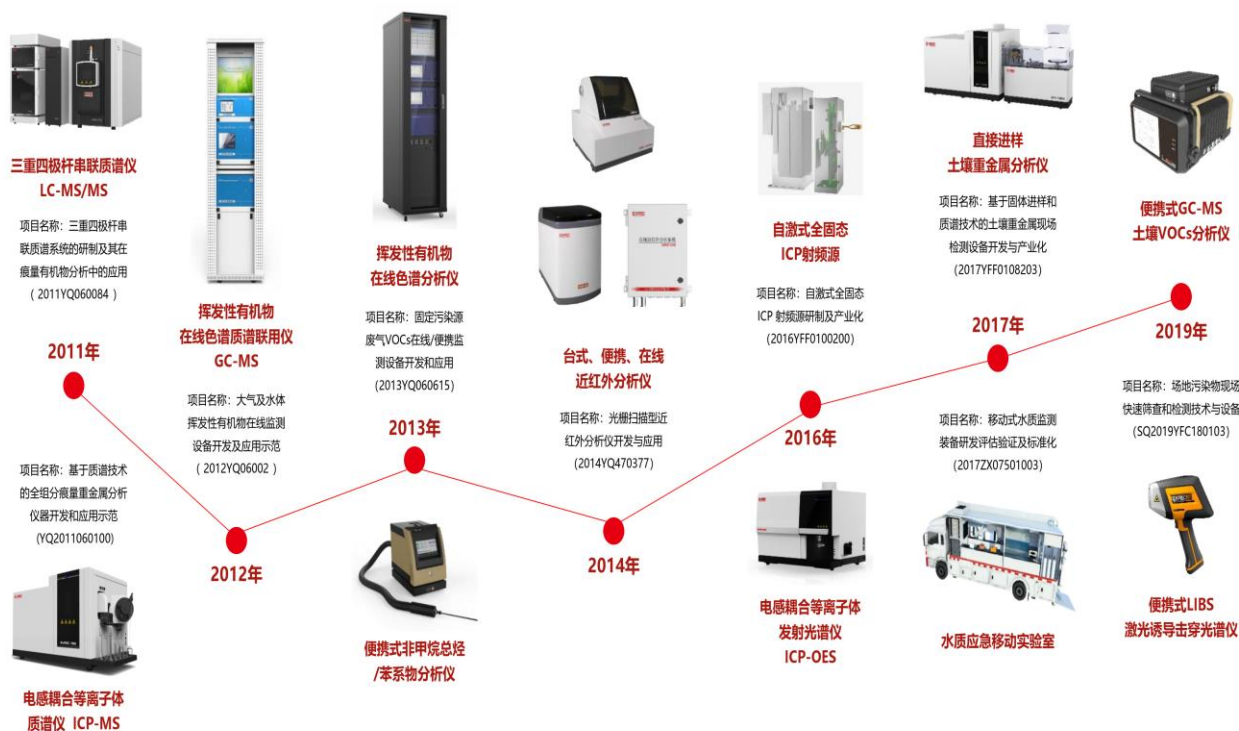 三重四极杆串联质谱仪
LC-MS/MS
项目名称：三重四极杆串
联质谱系统的研制及其在
痕量有机物分析中的应用
（2011YQ060084 ）
2011年
项目名称：基于质谱技术
的全组分痕量重金属分析
仪器开发和应用示范
(YQ2011060100)
电感耦合等离子体
质谱仪 ICP-MS
挥发性有机物
在线色谱质谱联用仪
GC-MS
项目名称：大气及水体
挥发性有机物在线监测
设备开发及应用示范
（ 2012YQ06002 ）
2012年
挥发性有机物
在线色谱分析仪
项目名称：固定污染源
废气VOCs在线/便携监
测设备开发和应用
(2013YQ060615)
2013年
便携式非甲烷总烃
/苯系物分析仪
台式、便携、在线
近红外分析仪
项目名称：光栅扫描型近
红外分析仪开发与应用
(2014YQ470377)
2014年
自激式全固态
ICP射频源
项目名称：自激式全固态
ICP 射频源研制及产业化
(2016YFF0100200)
2016年
电感耦合等离子体
发射光谱仪
ICP-OES
直接进样
土壤重金属分析仪
项目名称：基于固体进样和
质谱技术的土壤重金属现场
检测设备开发与产业化
(2017YFF0108203)
2017年
项目名称：移动式水质监测
装备研发评估验证及标准化
(2017ZX07501003)
水质应急移动实验室
便携式GC-MS
土壤VOCs分析仪
2019年
项目名称：场地污染物现场
快速筛查和检测技术与设备
(SQ2019YFC180103)
便携式LIBS
激光诱导击穿光谱仪